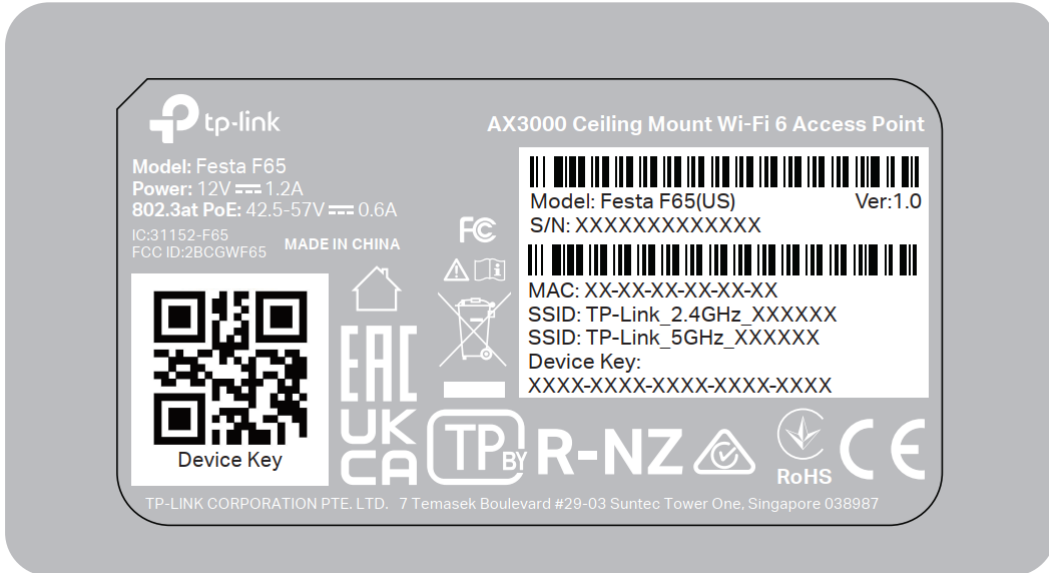 tp-link
AX3000 Ceiling Mount Wi-Fi 6 Access Point
Model: Festa F65
Power: 12V ⎓ 1.2A
802.3at PoE: 42.5-57V ⎓ 0.6A
IC:31152-F65
FCC ID:2BCGWF65
MADE IN CHINA
FC
Model: Festa F65(US) Ver:1.0
S/N: XXXXXXXXXXXXX
MAC: XX-XX-XX-XX-XX-XX
SSID: TP-Link_2.4GHz_XXXXXX
SSID: TP-Link_5GHz_XXXXXX
Device Key:
XXXX-XXXX-XXXX-XXXX-XXXX
Device Key
EAC
UK
CA
TP BY
R-NZ
RoHS
CE
TP-LINK CORPORATION PTE. LTD. 7 Temasek Boulevard #29-03 Suntec Tower One, Singapore 038987